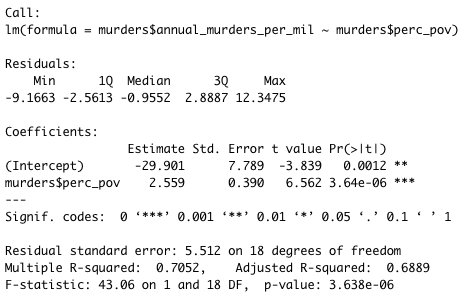 Call:
lm(formula = murders$annual_murders_per_mil ~ murders$perc_pov)
Residuals:
Min 1Q Median 3Q Max
-9.1663 -2.5613 -0.9552 2.8887 12.3475
Coefficients:
Estimate Std. Error t value Pr(>|t|)
(Intercept) -29.901 7.789 -3.839 0.0012 **
murders$perc_pov 2.559 0.390 6.562 3.64e-06 ***
---
Signif. codes: 0 ‘***’ 0.001 ‘**’ 0.01 ‘*’ 0.05 ‘.’ 0.1 ‘ ’ 1
Residual standard error: 5.512 on 18 degrees of freedom
Multiple R-squared: 0.7052, Adjusted R-squared: 0.6889
F-statistic: 43.06 on 1 and 18 DF, p-value: 3.638e-06